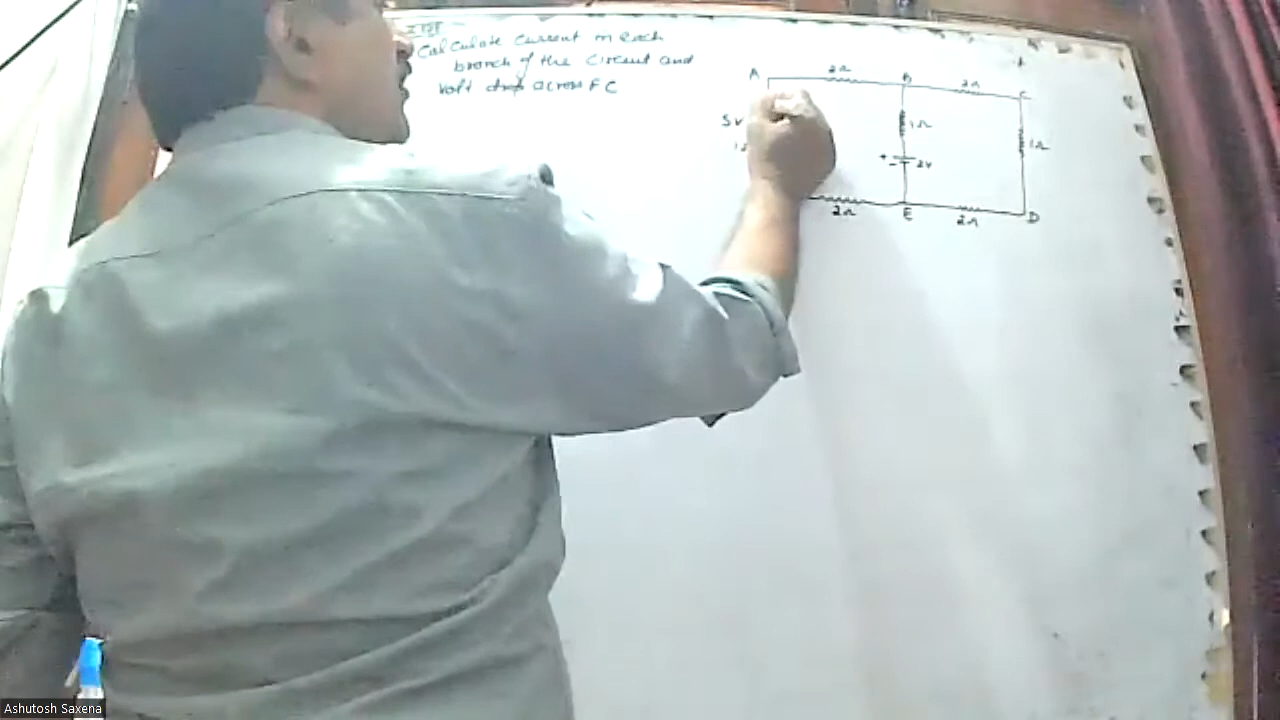 Calculate current in each
branch of the circuit and
Volt drop across FC
A
2Ω
B
2Ω
C
5V
1Ω
1Ω
+
-
2V
2Ω
E
2Ω
D
Ashutosh Saxena